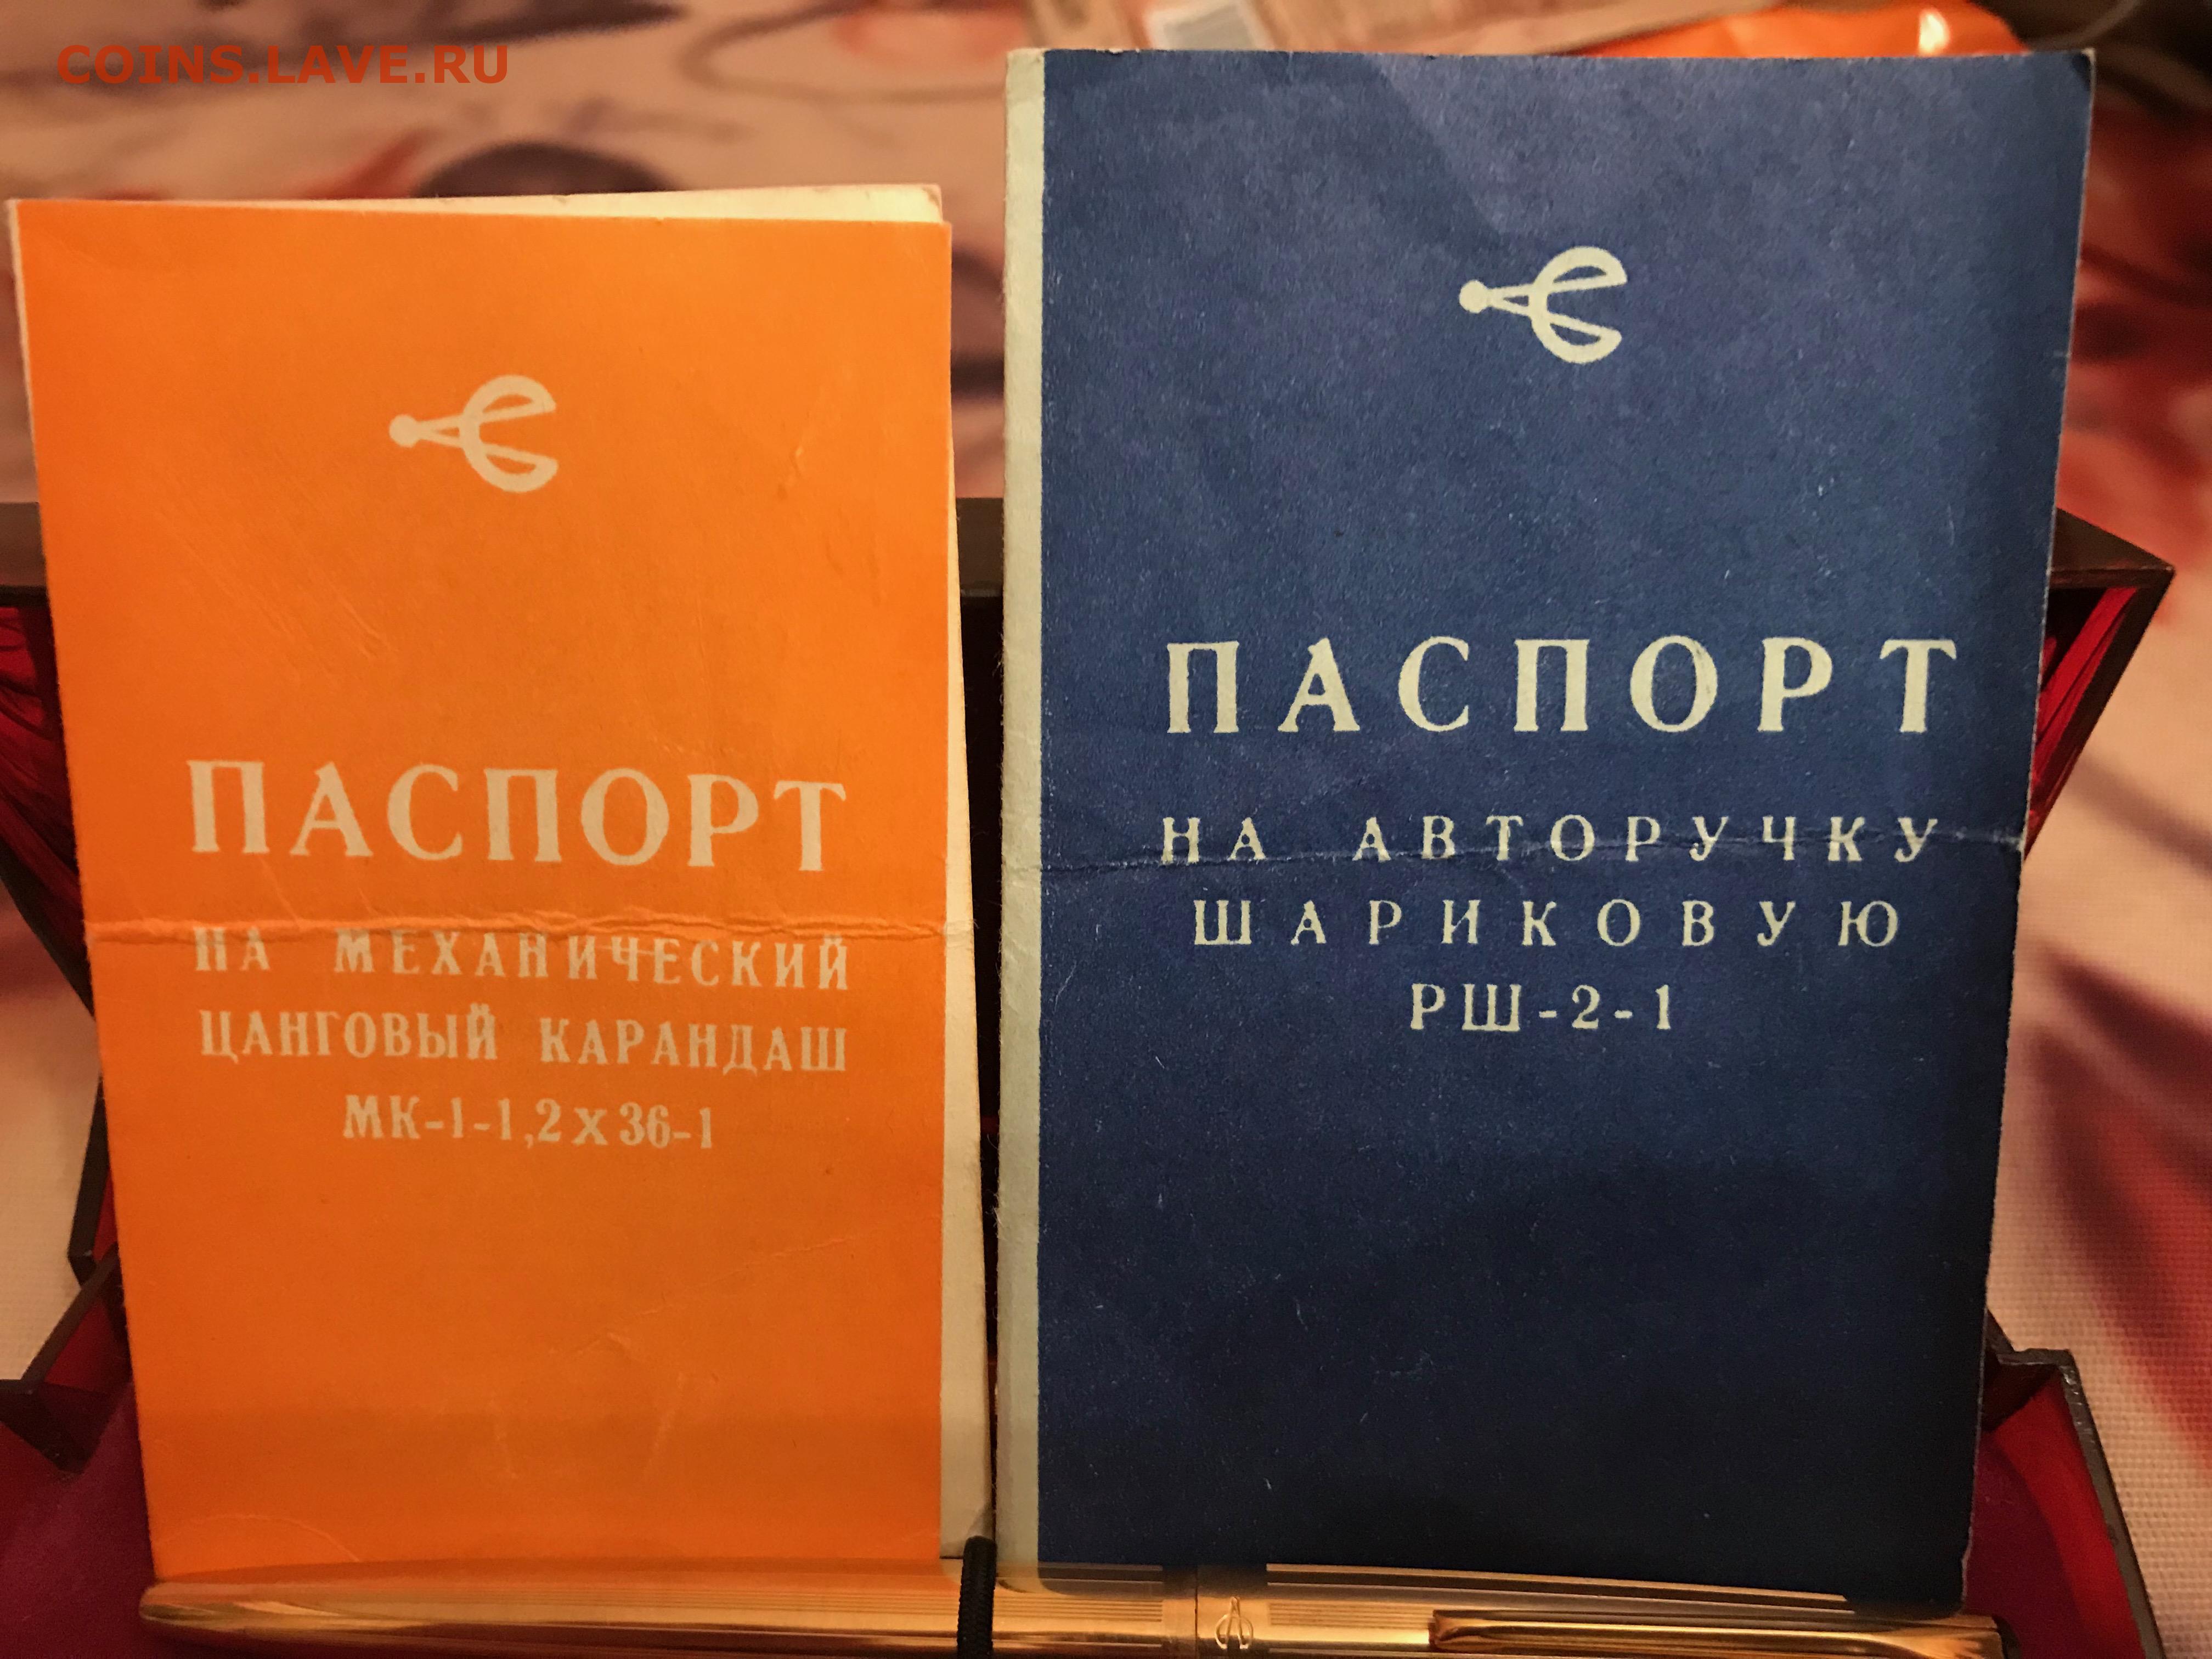 COINS.LAVE.RU
ПАСПОРТ
НА МЕХАНИЧЕСКИЙ
ЦАНГОВЫЙ КАРАНДАШ
МК-1-1,2х36-1
ПАСПОРТ
НА АВТОРУЧКУ
ШАРИКОВУЮ
РШ-2-1